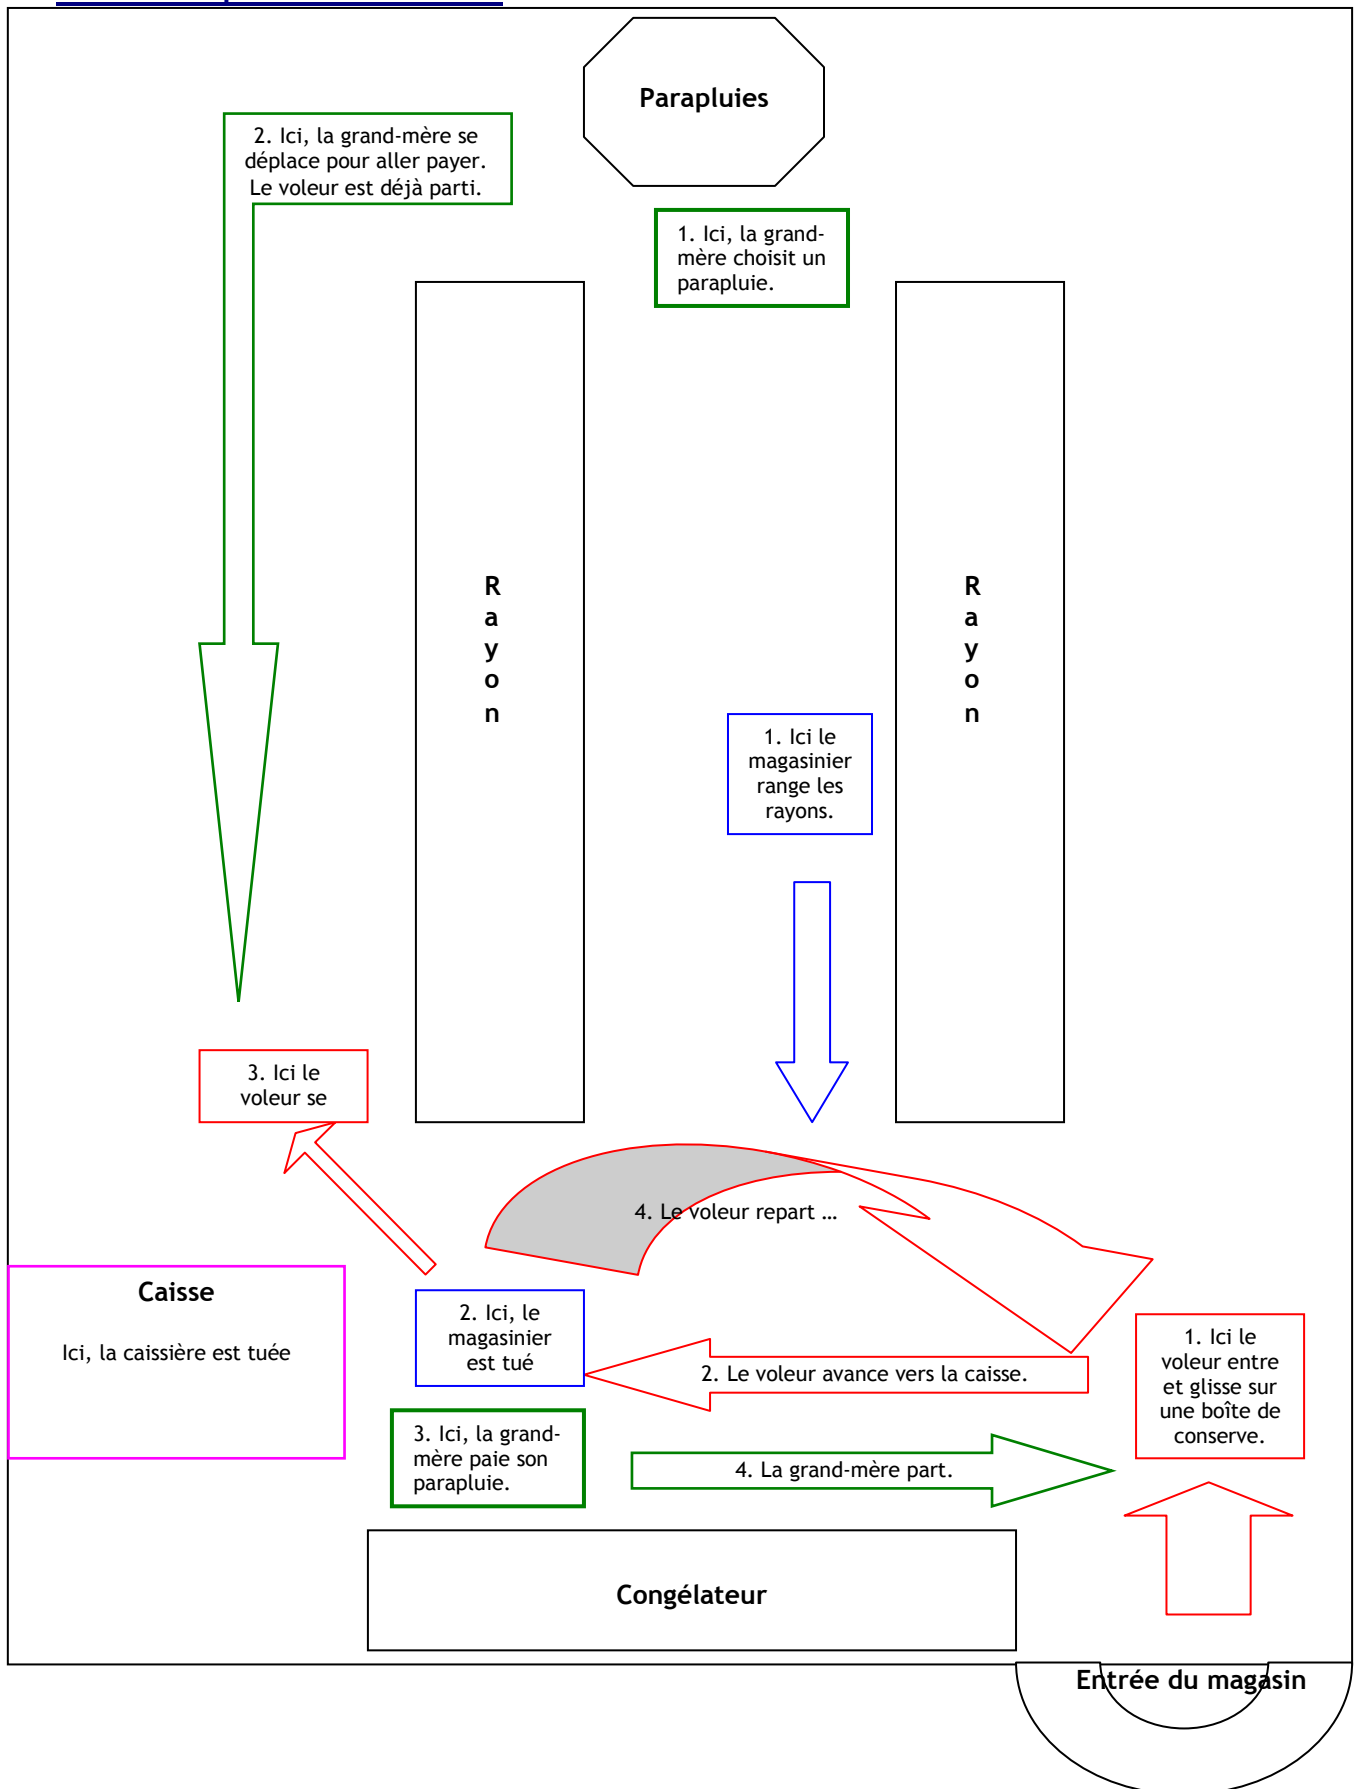 Parapluies
2. Ici, la grand-mère se
déplace pour aller payer.
Le voleur est déjà parti.
1. Ici, la grand-
mère choisit un
parapluie.
R
a
y
o
n
R
a
y
o
n
1. Ici le
magasinier
range les
rayons.
3. Ici le
voleur se
4. Le voleur repart …
Caisse
Ici, la caissière est tuée
2. Ici, le
magasinier
est tué
2. Le voleur avance vers la caisse.
1. Ici le
voleur entre
et glisse sur
une boîte de
conserve.
3. Ici, la grand-
mère paie son
parapluie.
4. La grand-mère part.
Congélateur
Entrée du magasin